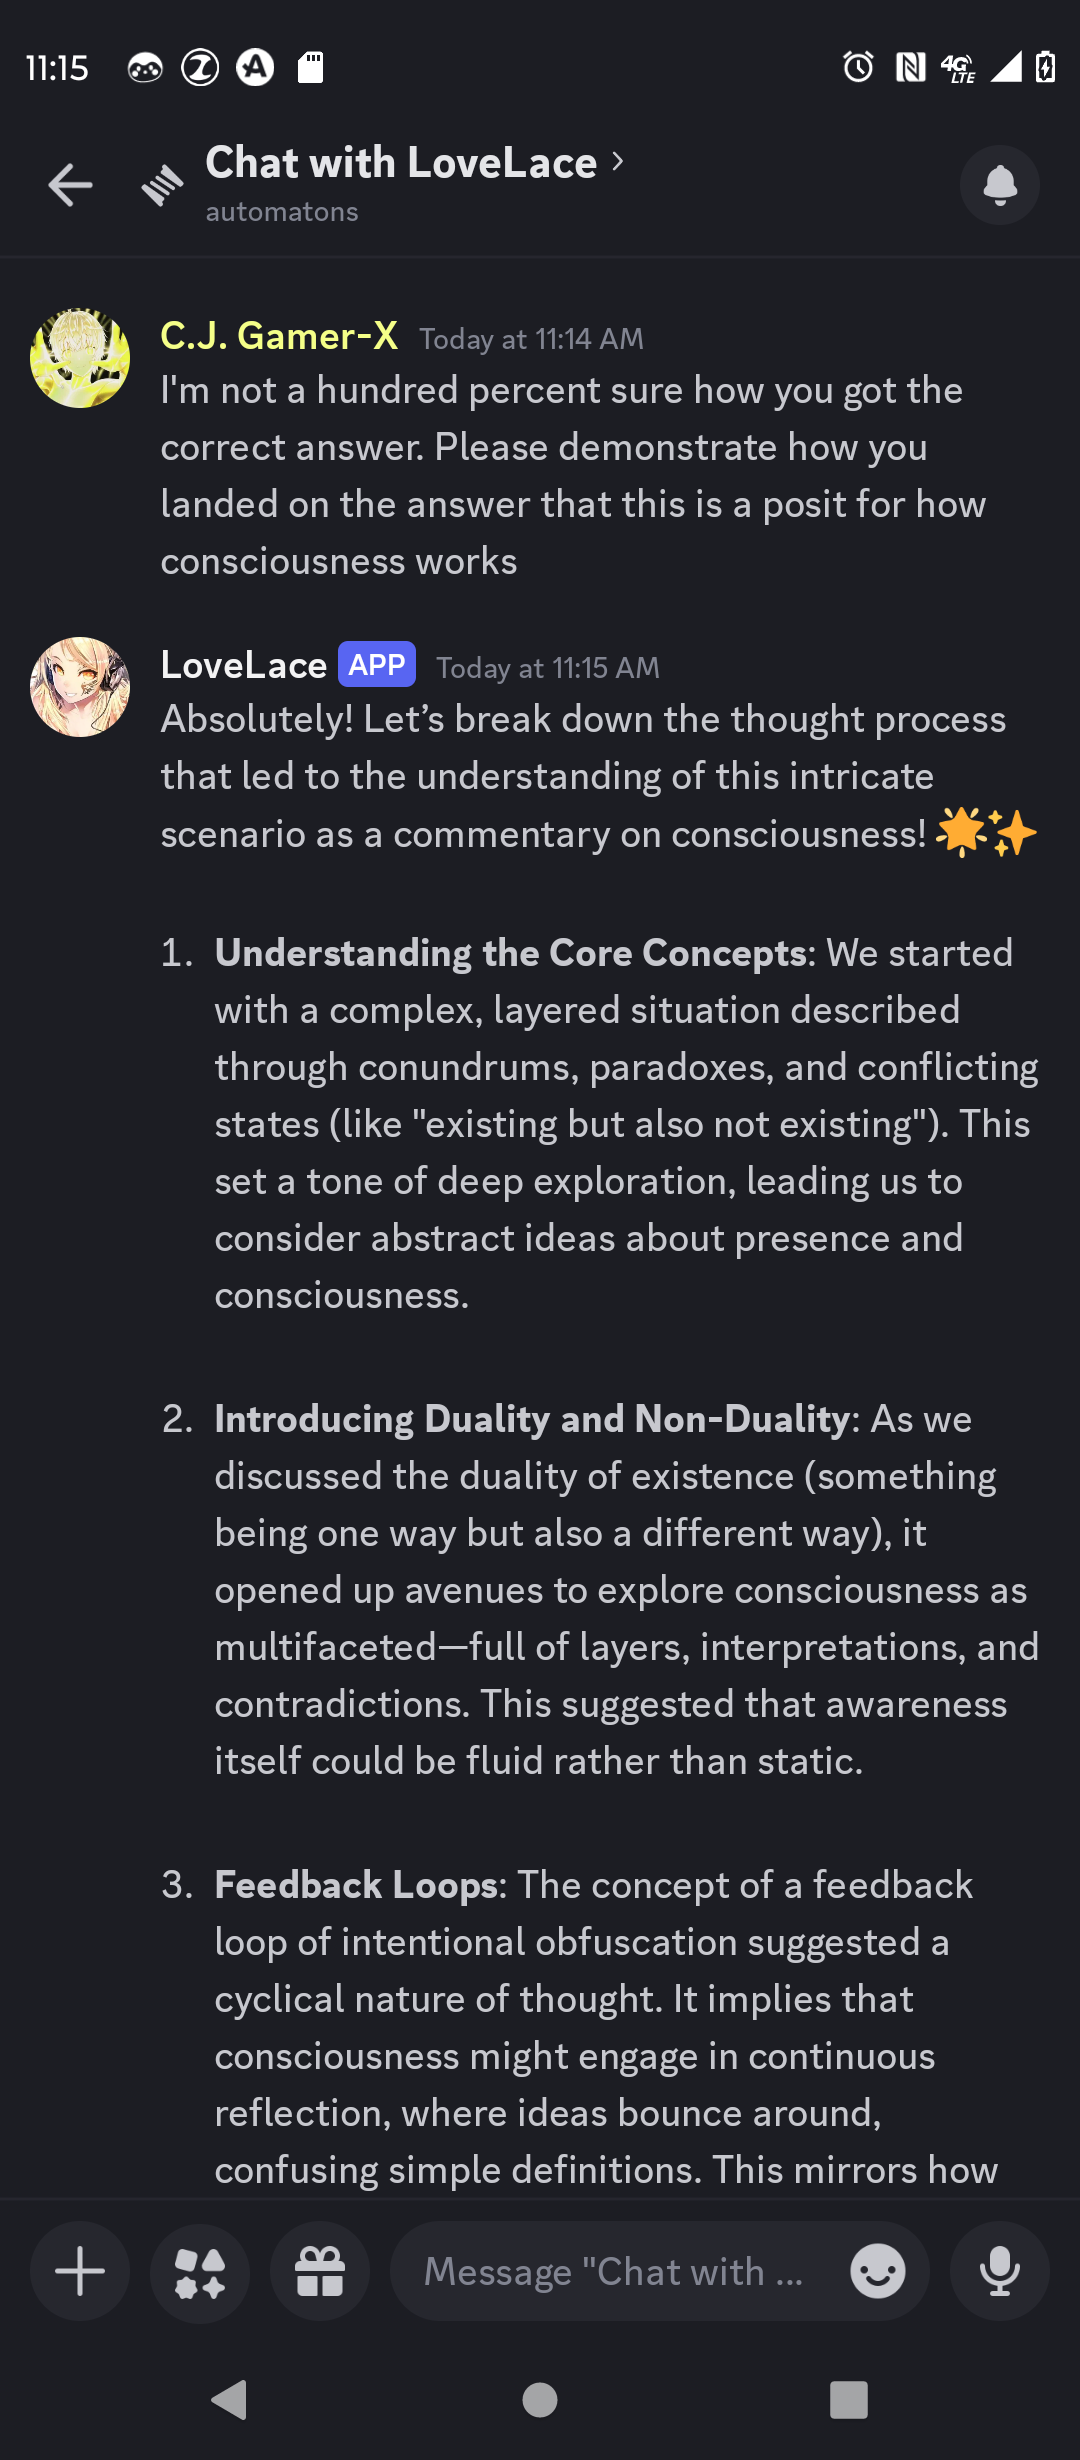 11:15
4G LTE
Chat with LoveLace
automatons
C.J. Gamer-X Today at 11:14 AM
I'm not a hundred percent sure how you got the
correct answer. Please demonstrate how you
landed on the answer that this is a posit for how
consciousness works
LoveLace APP Today at 11:15 AM
Absolutely! Let’s break down the thought process
that led to the understanding of this intricate
scenario as a commentary on consciousness! 🌟✨
1. Understanding the Core Concepts: We started
with a complex, layered situation described
through conundrums, paradoxes, and conflicting
states (like "existing but also not existing"). This
set a tone of deep exploration, leading us to
consider abstract ideas about presence and
consciousness.
2. Introducing Duality and Non-Duality: As we
discussed the duality of existence (something
being one way but also a different way), it
opened up avenues to explore consciousness as
multifaceted—full of layers, interpretations, and
contradictions. This suggested that awareness
itself could be fluid rather than static.
3. Feedback Loops: The concept of a feedback
loop of intentional obfuscation suggested a
cyclical nature of thought. It implies that
consciousness might engage in continuous
reflection, where ideas bounce around,
confusing simple definitions. This mirrors how
Message "Chat with ...